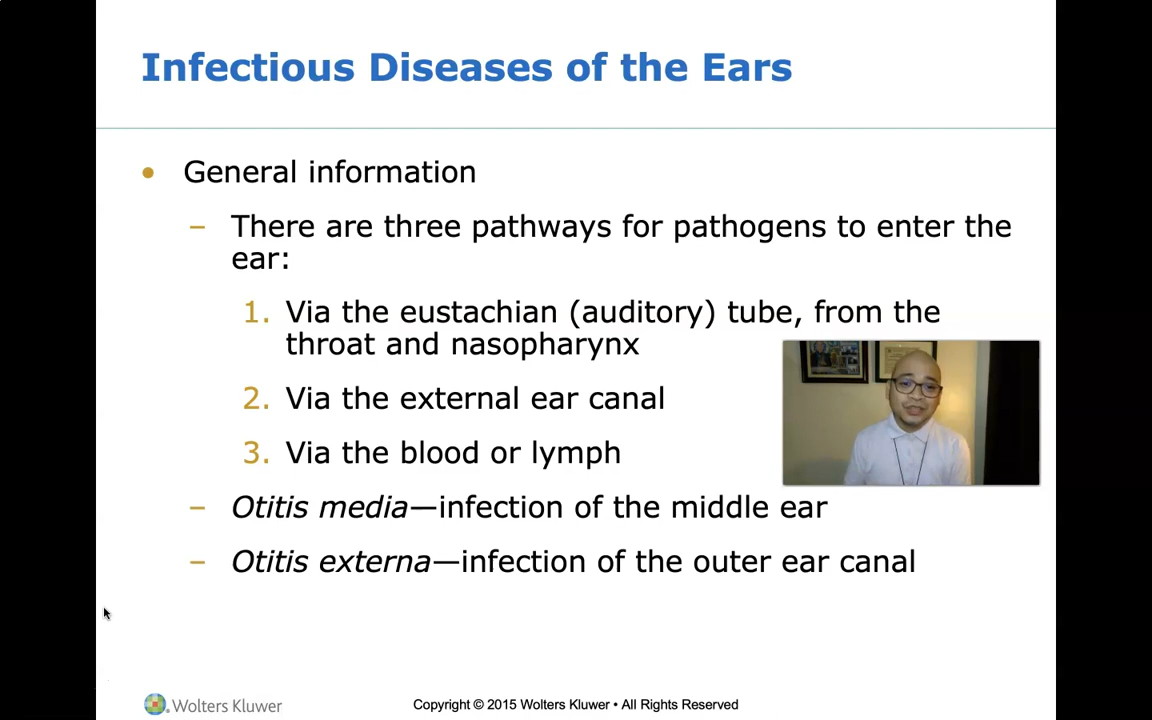 Infectious Diseases of the Ears
• General information
– There are three pathways for pathogens to enter the
ear:
1. Via the eustachian (auditory) tube, from the
throat and nasopharynx
2. Via the external ear canal
3. Via the blood or lymph
– Otitis media—infection of the middle ear
– Otitis externa—infection of the outer ear canal
Wolters Kluwer
Copyright © 2015 Wolters Kluwer • All Rights Reserved